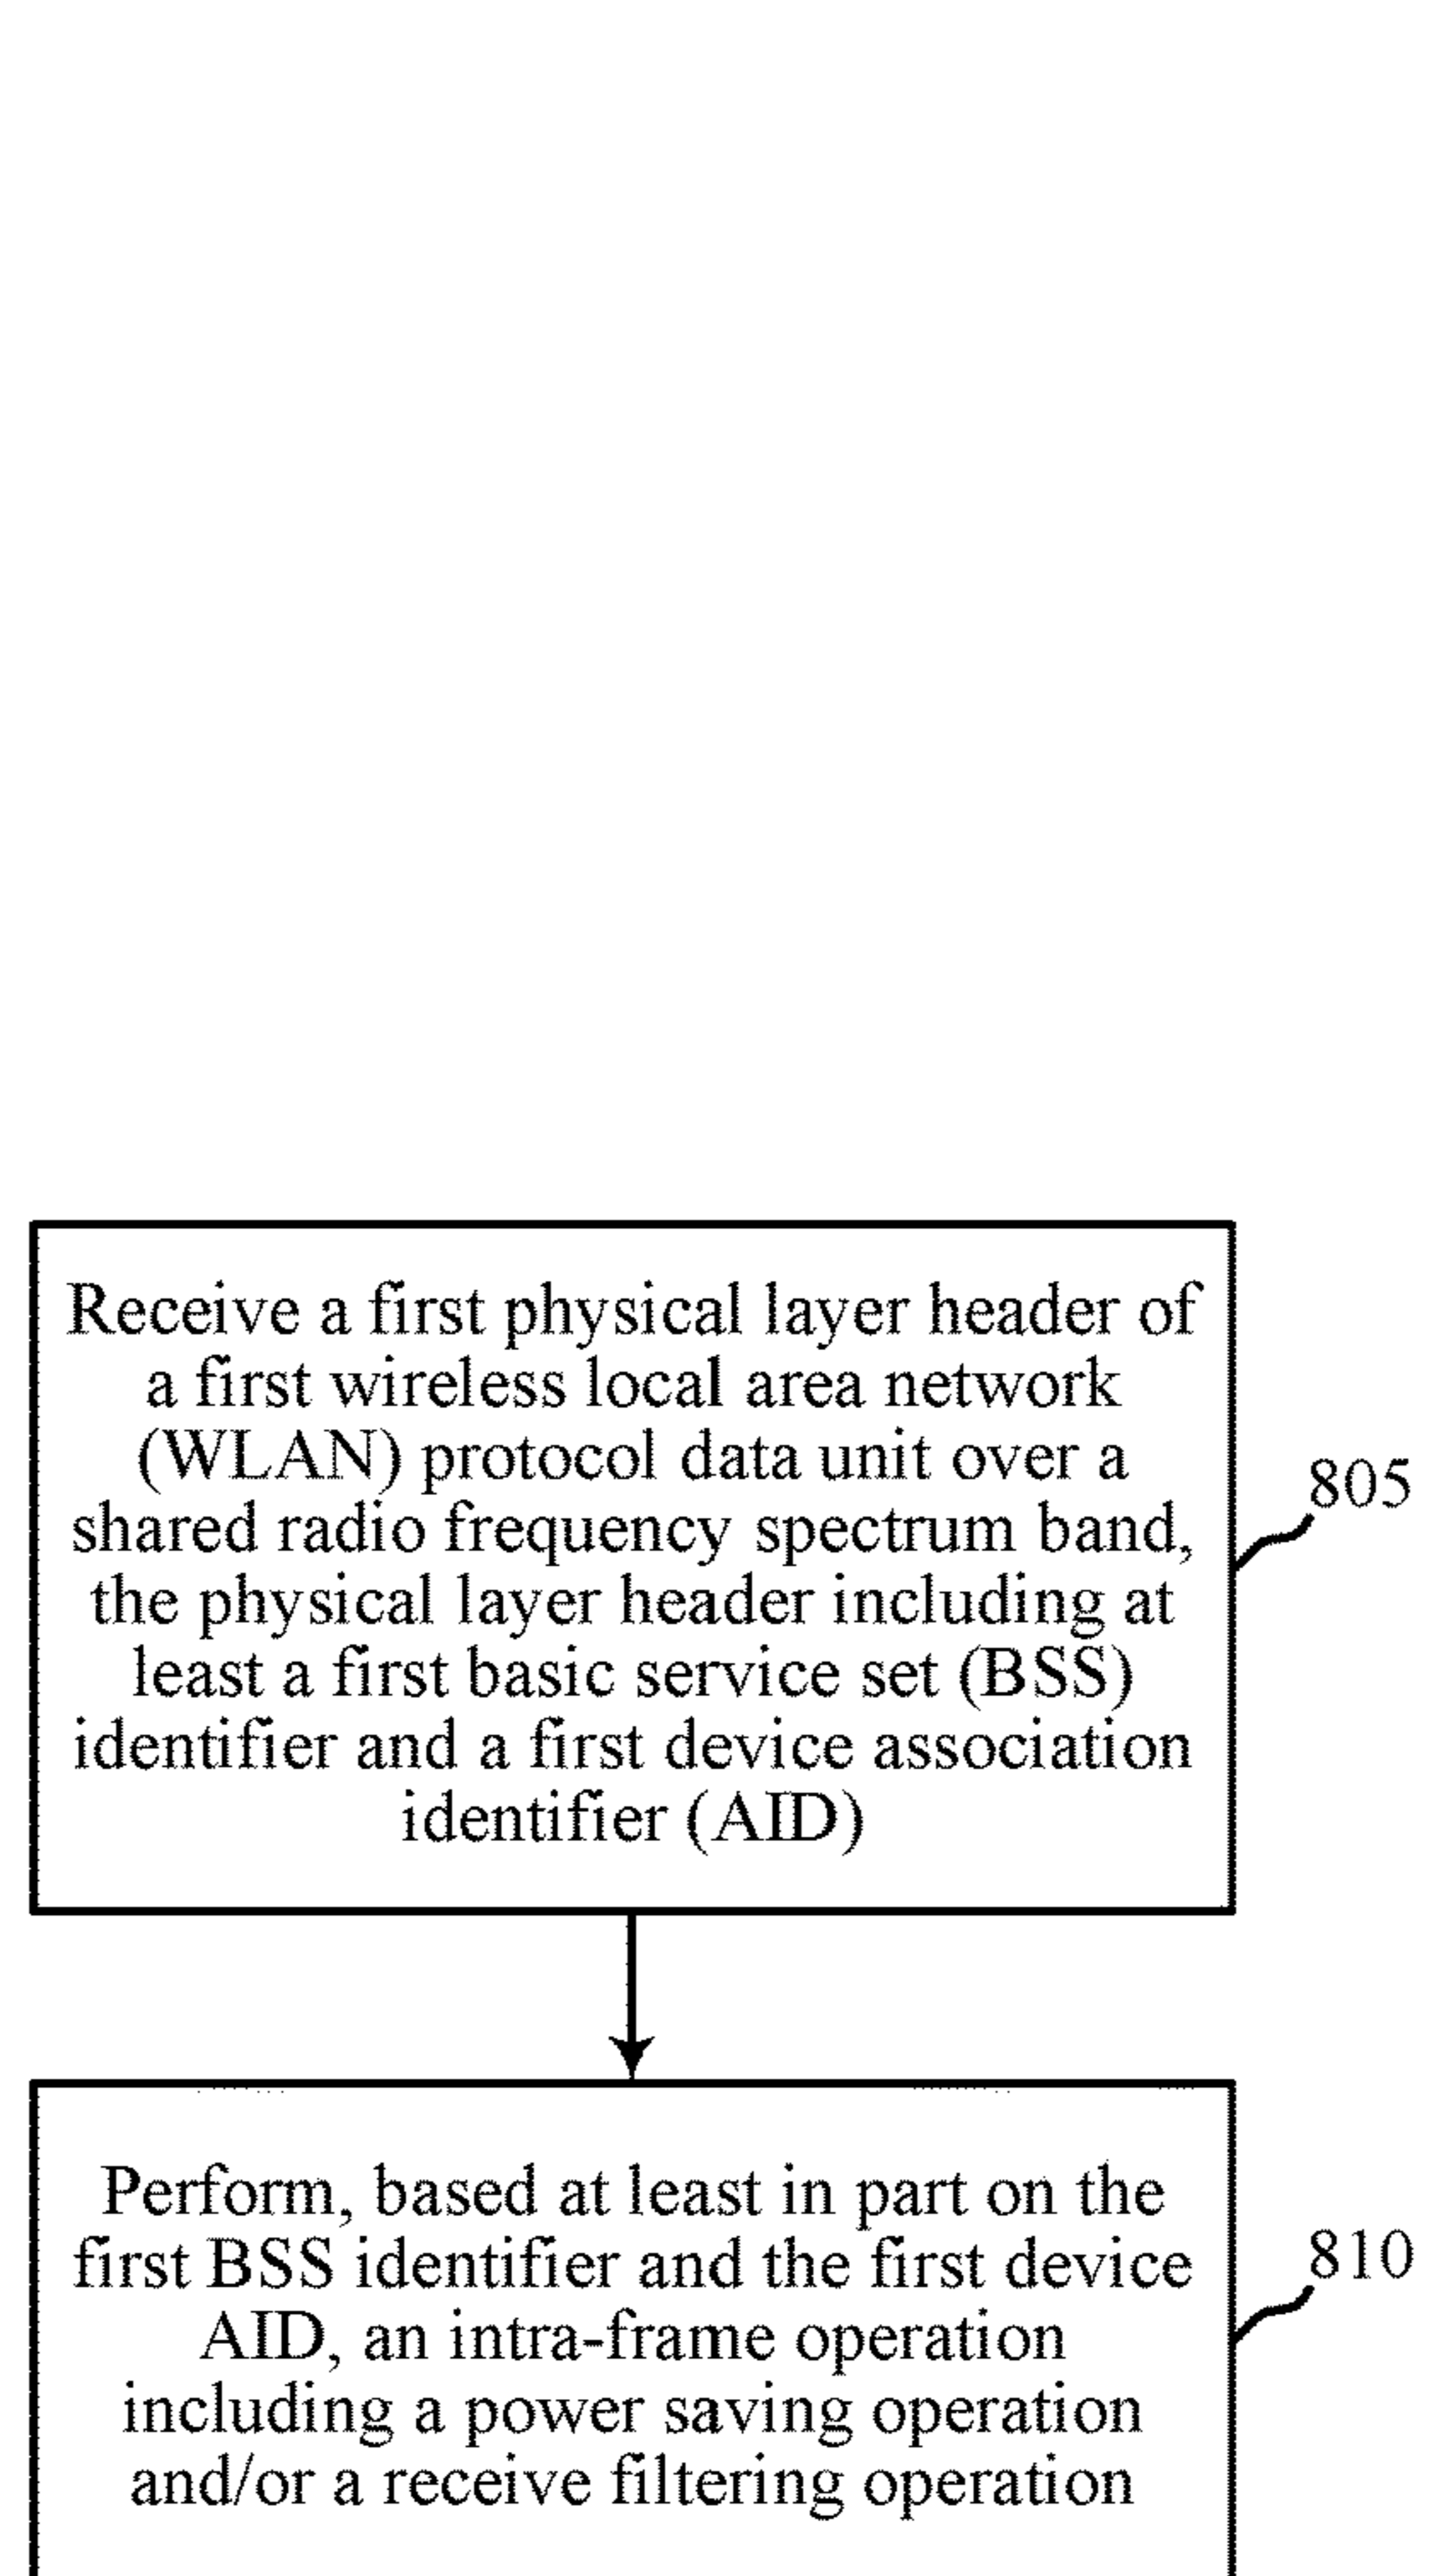 Receive a first physical layer header of
a first wireless local area network
(WLAN) protocol data unit over a
shared radio frequency spectrum band,
the physical layer header including at
least a first basic service set (BSS)
identifier and a first device association
identifier (AID)
805
Perform, based at least in part on the
first BSS identifier and the first device
AID, an intra-frame operation
including a power saving operation
and/or a receive filtering operation
810